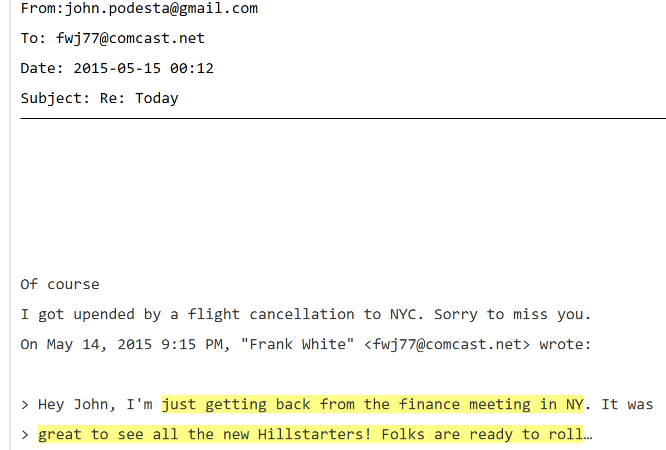 From:john.podesta@gmail.com
To: fwj77@comcast.net
Date: 2015-05-15 00:12
Subject: Re: Today
Of course
I got upended by a flight cancellation to NYC. Sorry to miss you.
On May 14, 2015 9:15 PM, "Frank White" <fwj77@comcast.net> wrote:
> Hey John, I'm just getting back from the finance meeting in NY. It was
> great to see all the new Hillstarters! Folks are ready to roll…